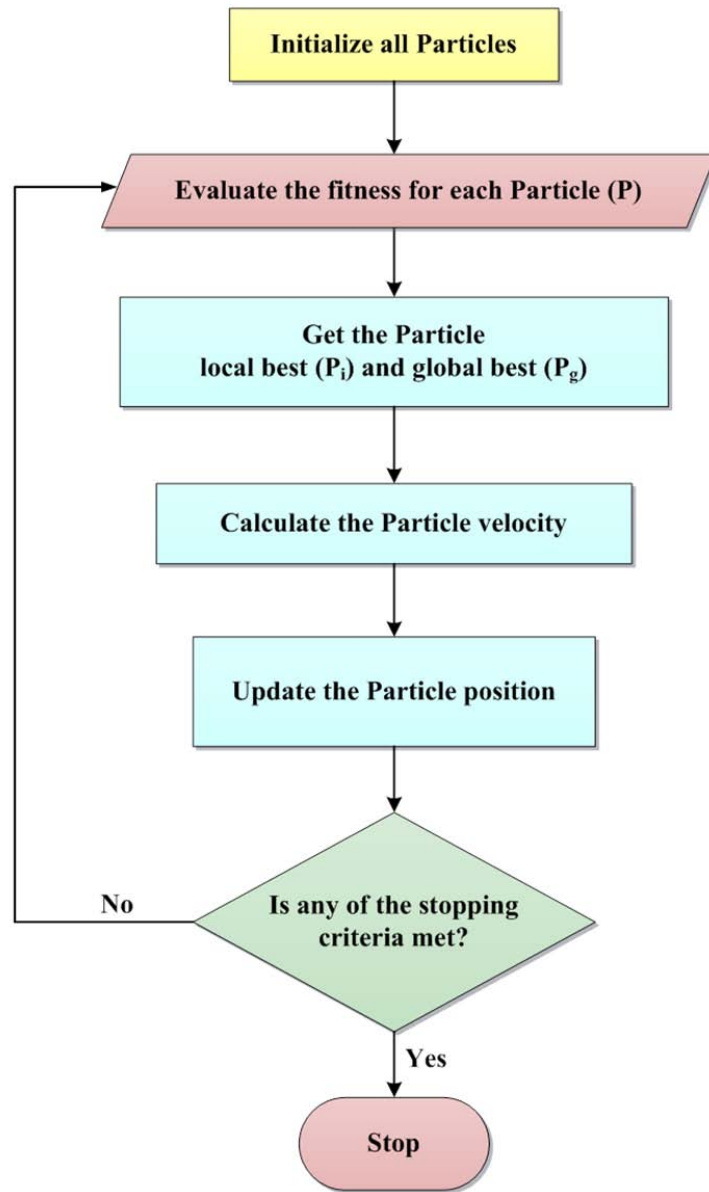 Initialize all Particles
Evaluate the fitness for each Particle (P)
Get the Particle
local best (Pᵢ) and global best (P_g)
Calculate the Particle velocity
Update the Particle position
Is any of the stopping
criteria met?
No
Yes
Stop